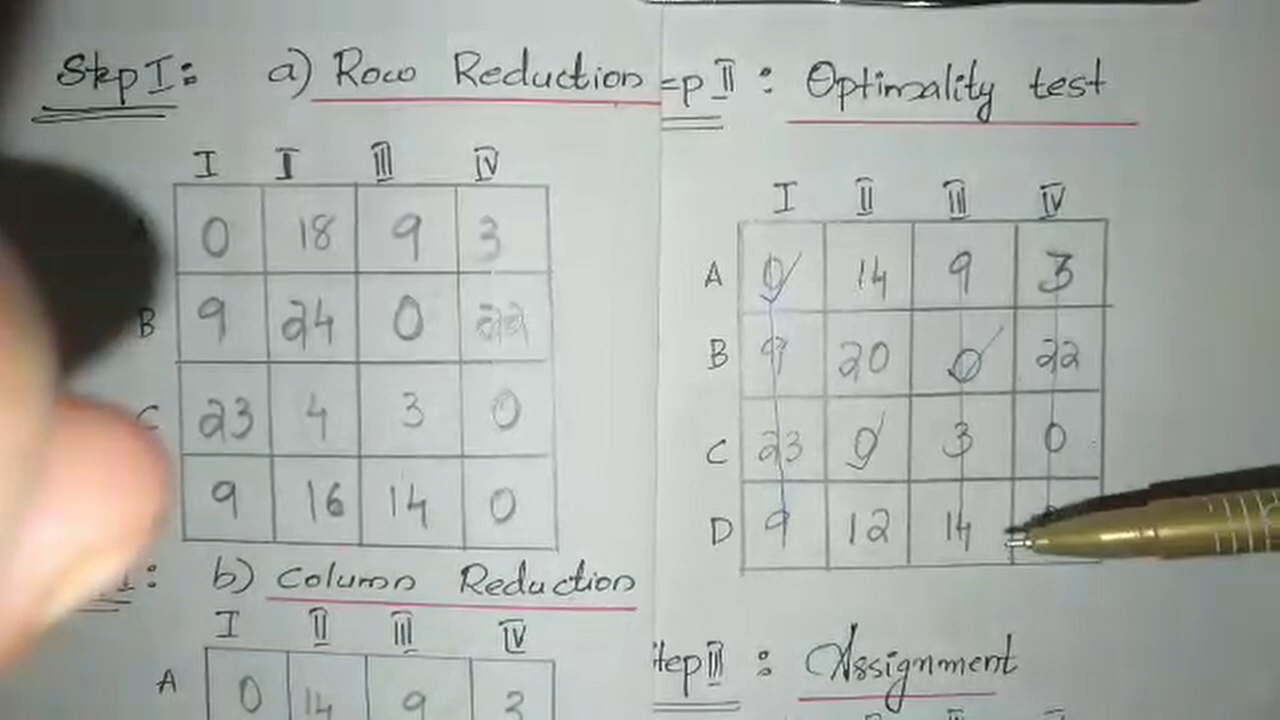 Step I: a) Row Reduction
I II III IV
0 18 9 3
B 9 24 0 22
C 23 4 3 0
9 16 14 0
: b) Column Reduction
I II III IV
A 0 14 9 3
=p II : Optimality test
I II III IV
A 0 14 9 3
B 9 20 0 22
C 23 0 3 0
D 9 12 14
tep III : Assignment